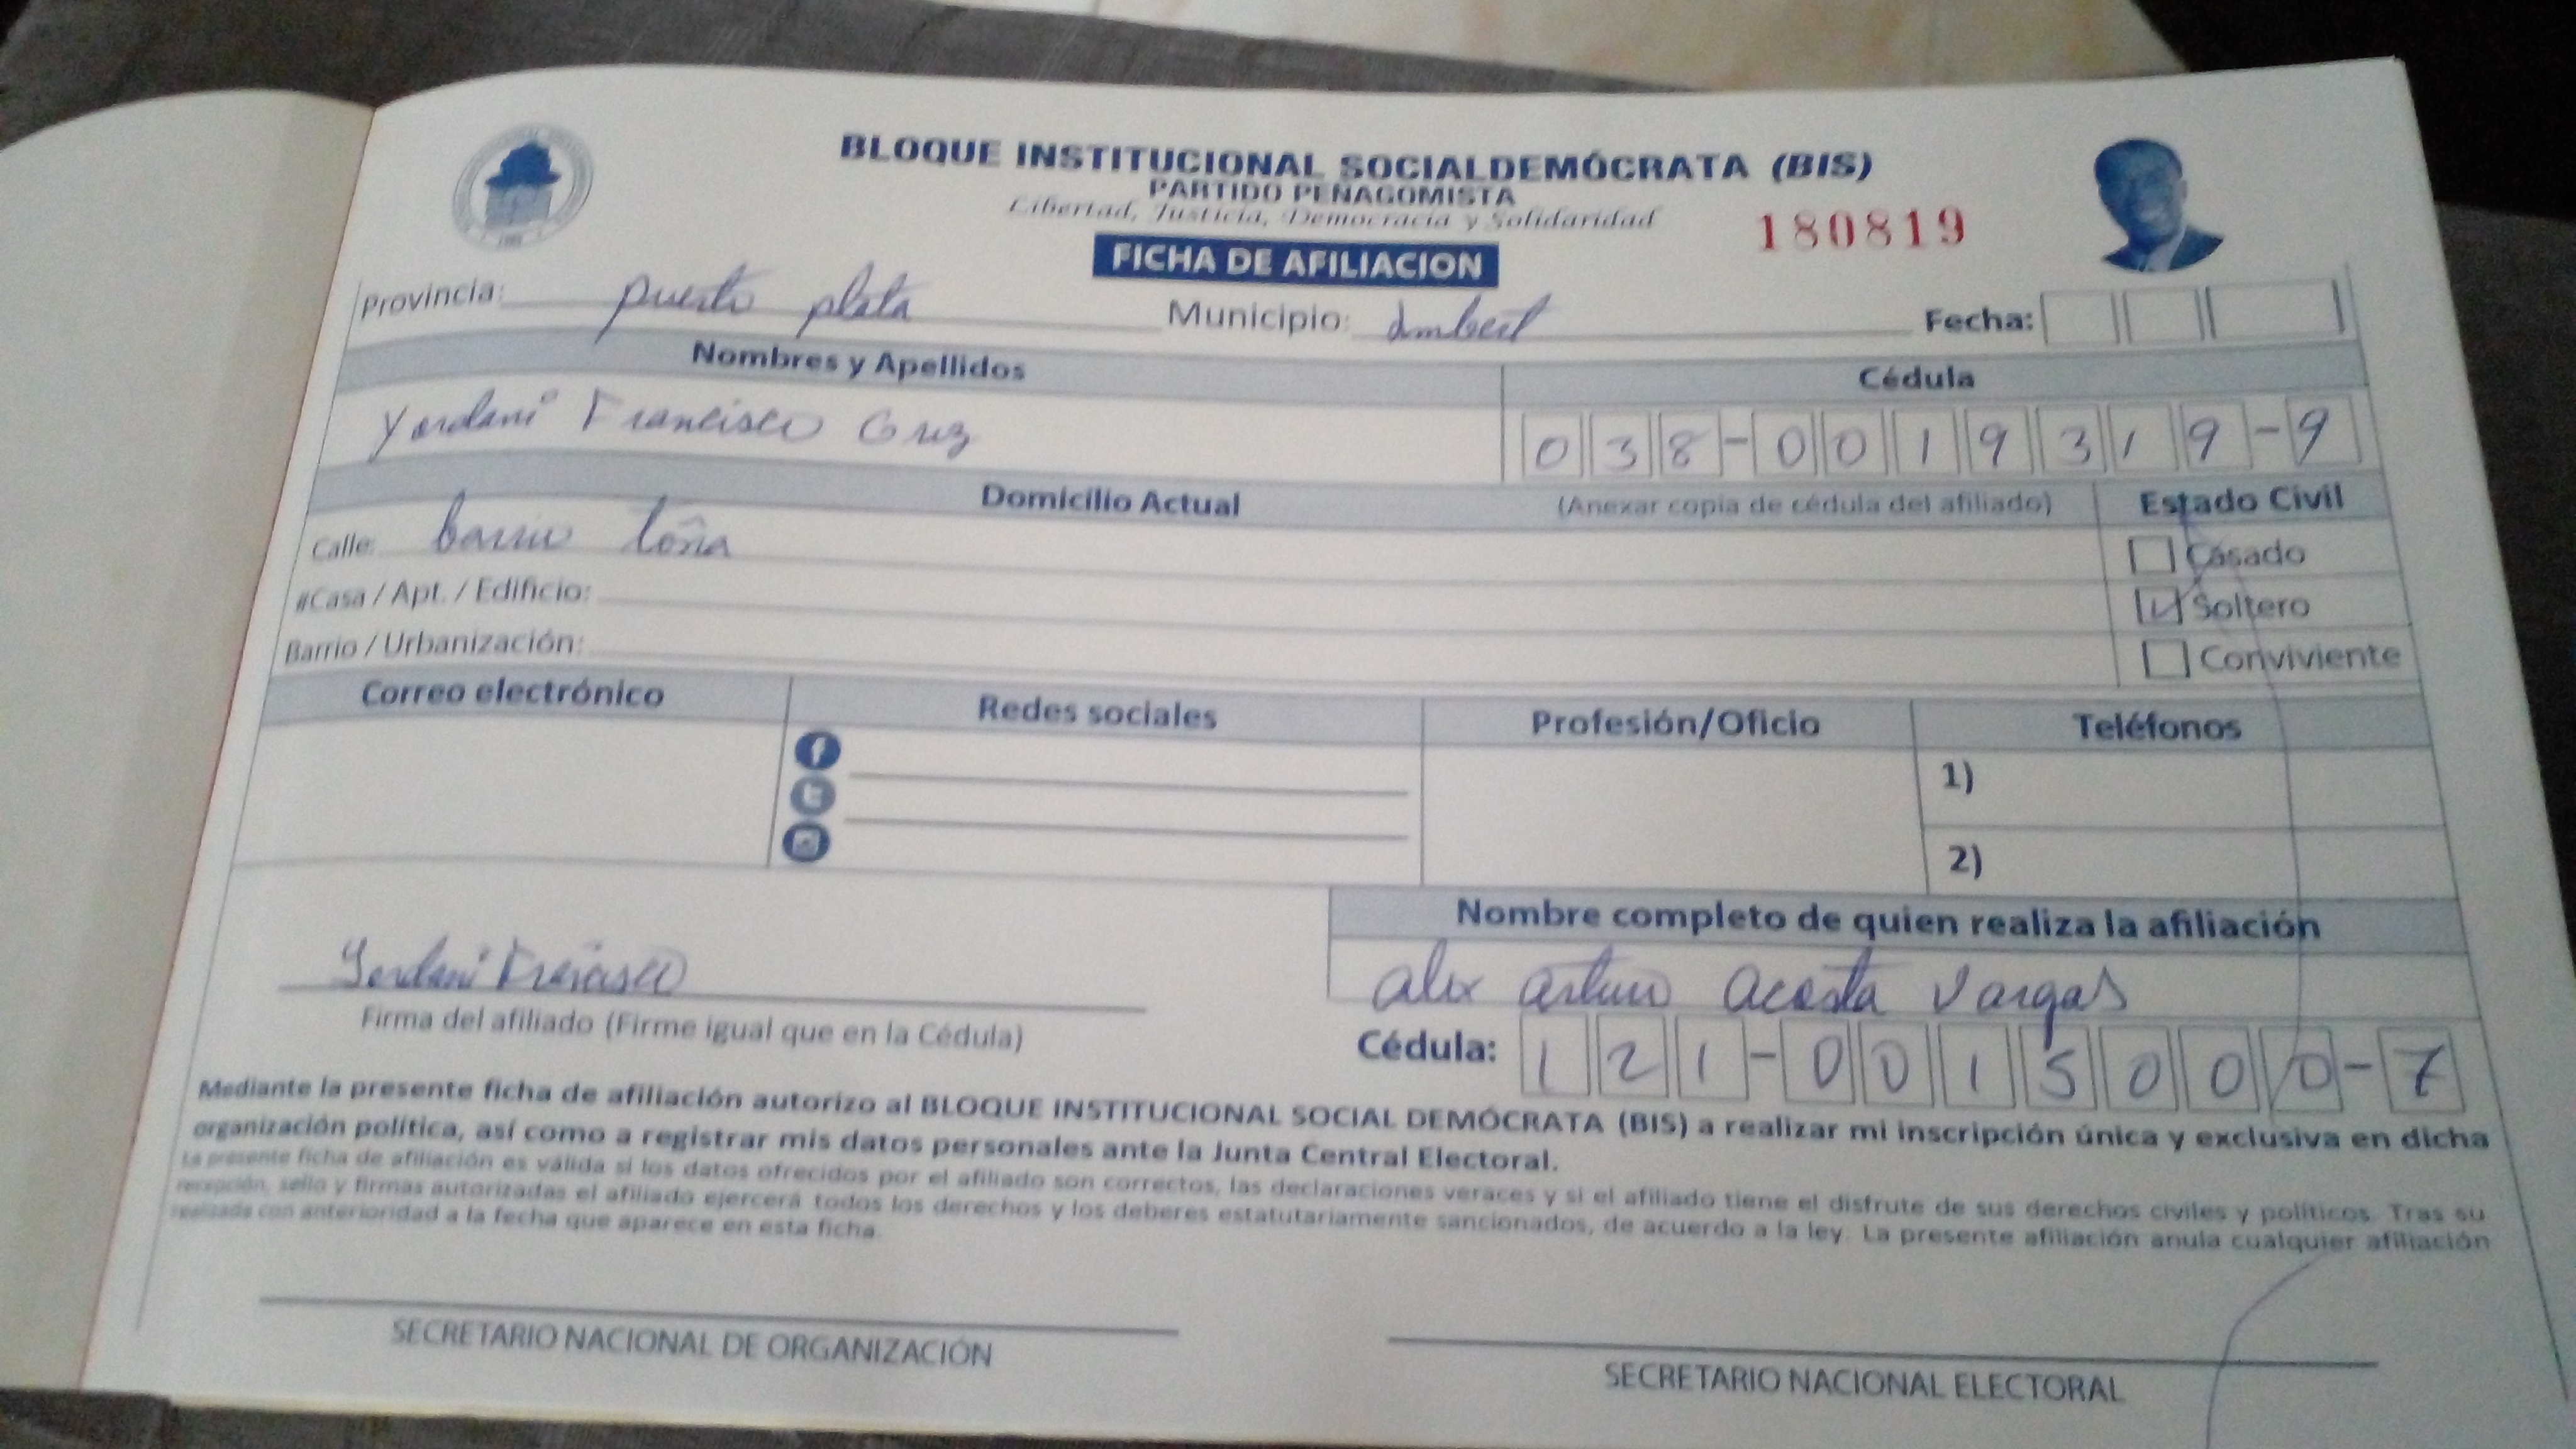 BLOQUE INSTITUCIONAL SOCIALDEMÓCRATA (BIS)
PARTIDO PEÑAGOMISTA
Libertad, Justicia, Democracia y Solidaridad
180819
FICHA DE AFILIACION
Provincia: puerto plata Municipio: imbert Fecha:
Nombres y Apellidos Cédula
Yordani Francisco Cruz 038-0019319-9
Domicilio Actual (Anexar copia de cédula del afiliado) Estado Civil
Calle: barrio toña Casado
#Casa / Apt. / Edificio: Soltero
Barrio / Urbanización: Conviviente
Correo electrónico Redes sociales Profesión/Oficio Teléfonos
1)
2)
Nombre completo de quien realiza la afiliación
Yordani Francisco alex arturo acosta vargas
Firma del afiliado (Firme igual que en la Cédula) Cédula: 121-0015000-7
Mediante la presente ficha de afiliación autorizo al BLOQUE INSTITUCIONAL SOCIAL DEMÓCRATA (BIS) a realizar mi inscripción única y exclusiva en dicha
organización política, así como a registrar mis datos personales ante la Junta Central Electoral.
La presente ficha de afiliación es válida si los datos ofrecidos por el afiliado son correctos, las declaraciones veraces y si el afiliado tiene el disfrute de sus derechos civiles y políticos. Tras su
recepción, sello y firmas autorizadas el afiliado ejercerá todos los derechos y los deberes estatutariamente sancionados, de acuerdo a la ley. La presente afiliación anula cualquier afiliación
realizada con anterioridad a la fecha que aparece en esta ficha.
SECRETARIO NACIONAL DE ORGANIZACIÓN SECRETARIO NACIONAL ELECTORAL